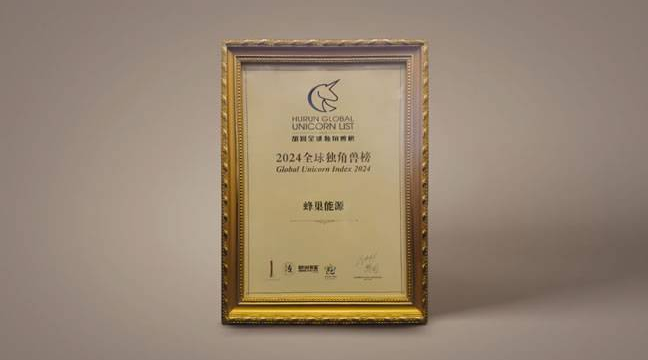 HURUN GLOBAL
UNICORN LIST
胡润全球独角兽榜
2024全球独角兽榜
Global Unicorn Index 2024
蜂巢能源